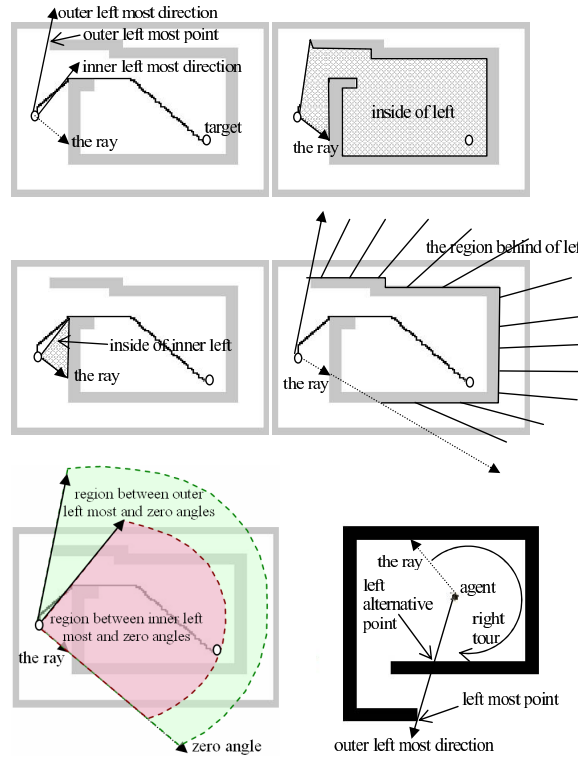 outer left most direction
outer left most point
inner left most direction
target
the ray
inside of left
the ray
inside of inner left
the ray
the region behind of left
the ray
region between outer
left most and zero angles
region between inner left
most and zero angles
the ray
zero angle
the ray
agent
left
alternative
point
right
tour
left most point
outer left most direction